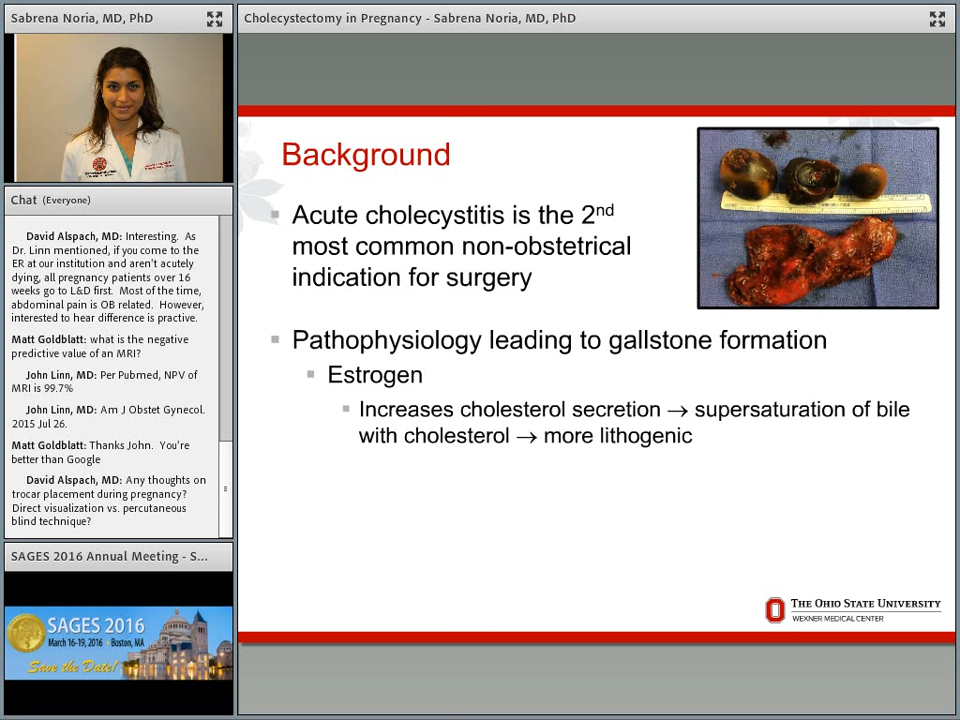 Sabrena Noria, MD, PhD
Cholecystectomy in Pregnancy - Sabrena Noria, MD, PhD
Chat (Everyone)
David Alspach, MD: Interesting. As
Dr. Linn mentioned, if you come to the
ER at our institution and aren't acutely
dying, all pregnancy patients over 16
weeks go to L&D first. Most of the time,
abdominal pain is OB related. However,
interested to hear difference is practive.
Matt Goldblatt: what is the negative
predictive value of an MRI?
John Linn, MD: Per Pubmed, NPV of
MRI is 99.7%
John Linn, MD: Am J Obstet Gynecol.
2015 Jul 26.
Matt Goldblatt: Thanks John. You're
better than Google
David Alspach, MD: Any thoughts on
trocar placement during pregnancy?
Direct visualization vs. percutaneous
blind technique?
SAGES 2016 Annual Meeting - S...
SAGES 2016
March 16-19, 2016 · Boston, MA
Save the Date!
Background
Acute cholecystitis is the 2nd
most common non-obstetrical
indication for surgery
Pathophysiology leading to gallstone formation
Estrogen
Increases cholesterol secretion → supersaturation of bile
with cholesterol → more lithogenic
THE OHIO STATE UNIVERSITY
WEXNER MEDICAL CENTER